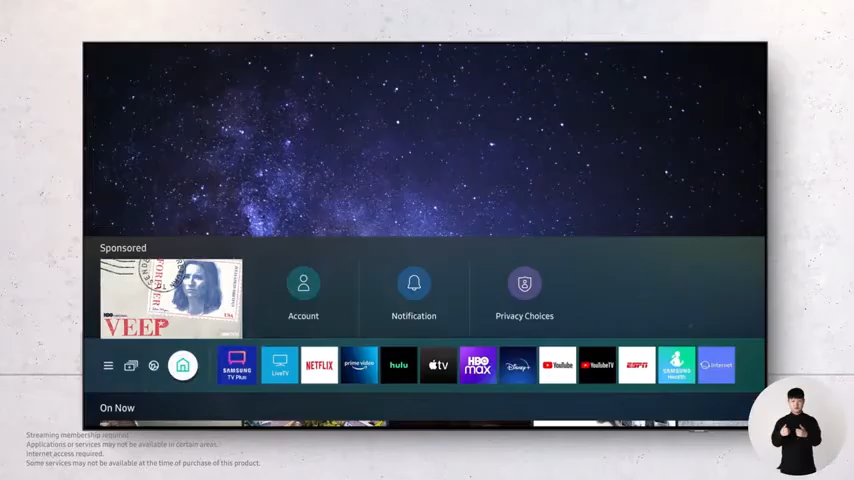 Sponsored
FOREVER
USA
HBO
VEEP
Account
Notification
Privacy Choices
SAMSUNG
TV Plus
LiveTV
NETFLIX
prime video
hulu
tv
HBO
max
Disney+
YouTube
YouTubeTV
ESPN
SAMSUNG
Health
internet
On Now
Streaming membership required.
Applications or services may not be available in certain areas.
Internet access required.
Some services may not be available at the time of purchase of this product.